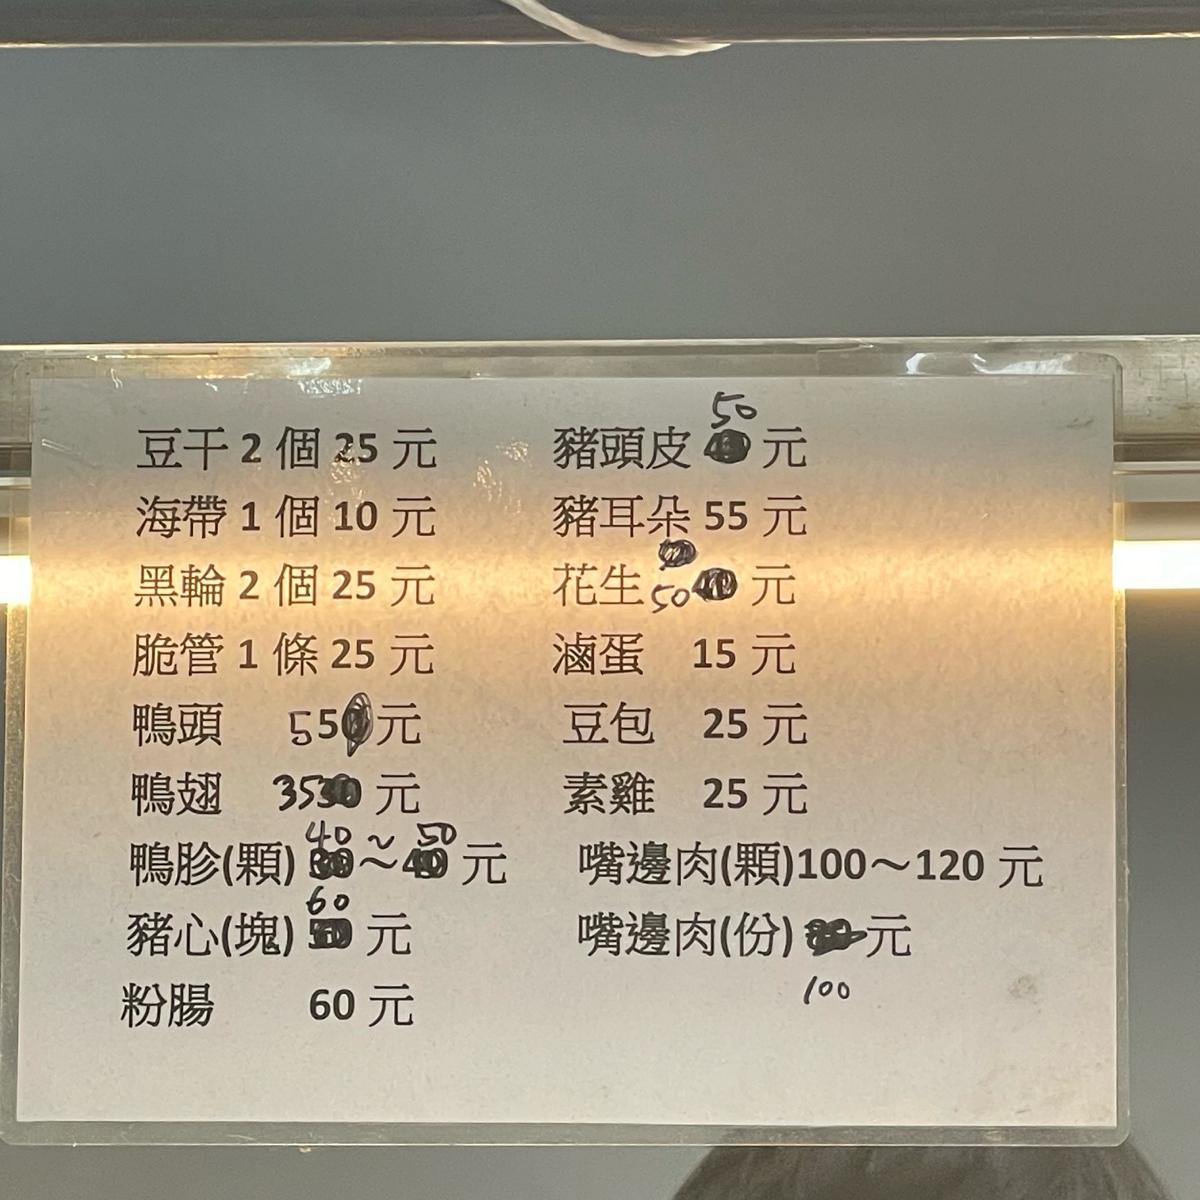 豆干 2 個 25 元
海帶 1 個 10 元
黑輪 2 個 25 元
脆管 1 條 25 元
鴨頭 55 元
鴨翅 35 元
鴨胗(顆) 40~50 元
豬心(塊) 60 元
粉腸 60 元
豬頭皮 50 元
豬耳朵 55 元
花生 50 元
滷蛋 15 元
豆包 25 元
素雞 25 元
嘴邊肉(顆)100～120 元
嘴邊肉(份) 100 元